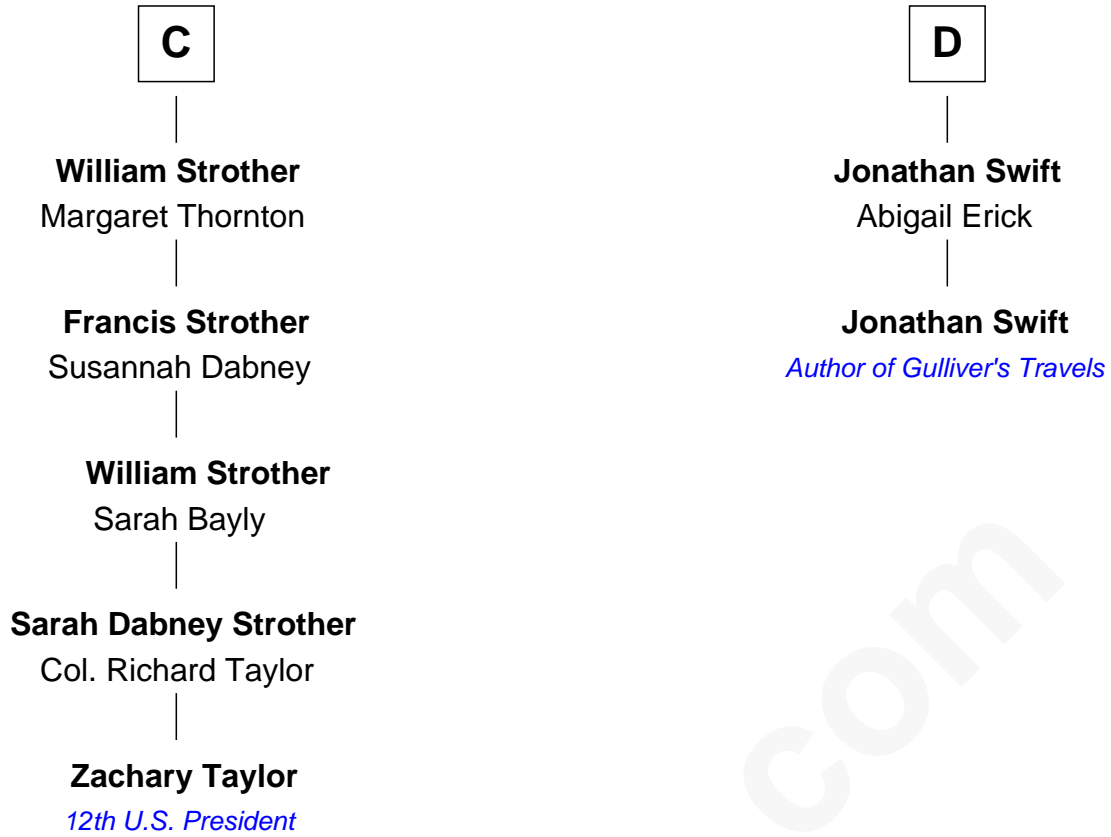 C
William Strother
Margaret Thornton
Francis Strother
Susannah Dabney
William Strother
Sarah Bayly
Sarah Dabney Strother
Col. Richard Taylor
Zachary Taylor
12th U.S. President
D
Jonathan Swift
Abigail Erick
Jonathan Swift
Author of Gulliver's Travels
com